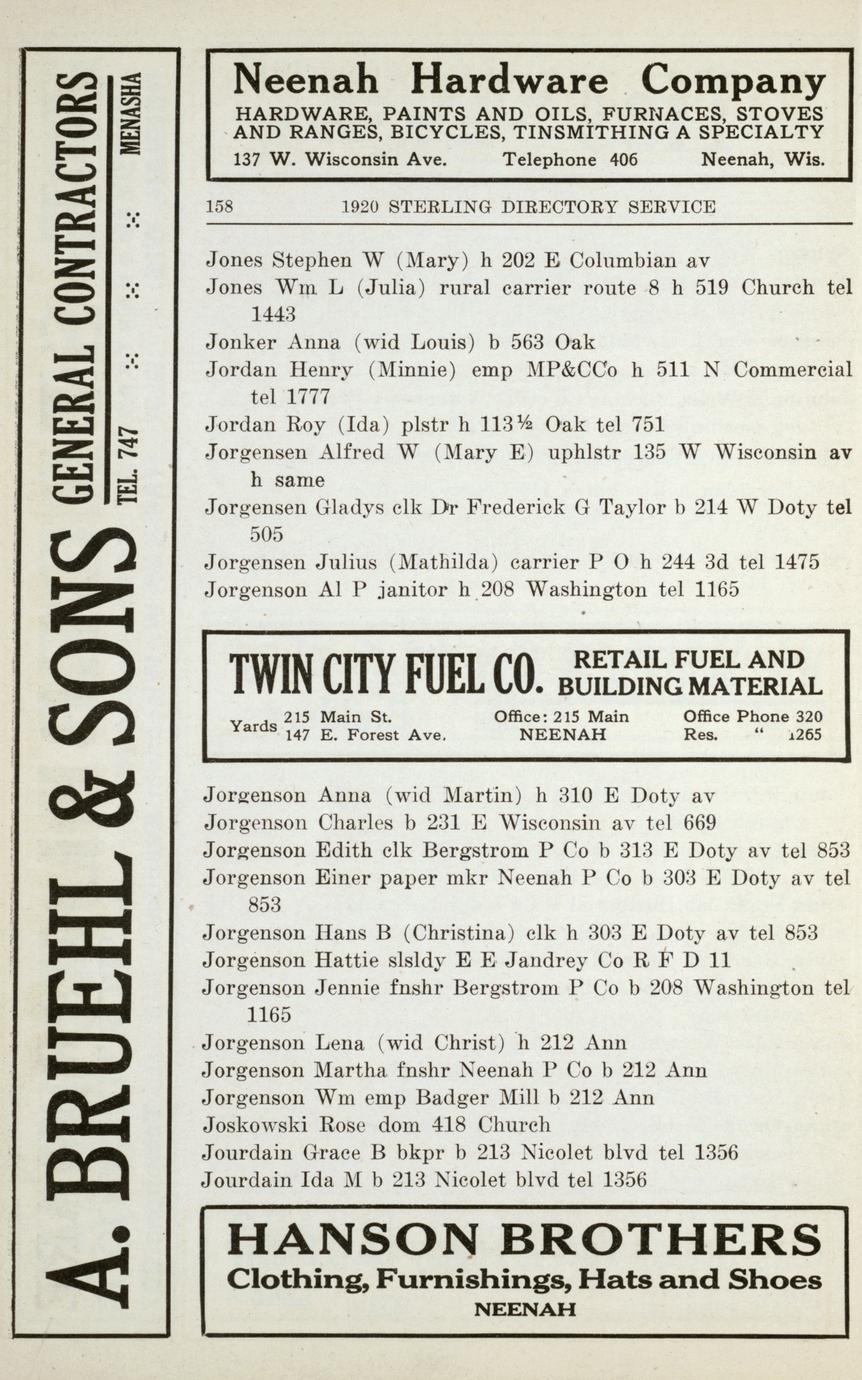 A. BRUEHL & SONS
GENERAL CONTRACTORS
TEL. 747 MENASHA
Neenah Hardware Company
HARDWARE, PAINTS AND OILS, FURNACES, STOVES
AND RANGES, BICYCLES, TINSMITHING A SPECIALTY
137 W. Wisconsin Ave. Telephone 406 Neenah, Wis.
158 1920 STERLING DIRECTORY SERVICE
Jones Stephen W (Mary) h 202 E Columbian av
Jones Wm L (Julia) rural carrier route 8 h 519 Church tel
1443
Jonker Anna (wid Louis) b 563 Oak
Jordan Henry (Minnie) emp MP&CCo h 511 N Commercial
tel 1777
Jordan Roy (Ida) plstr h 113½ Oak tel 751
Jorgensen Alfred W (Mary E) uphlstr 135 W Wisconsin av
h same
Jorgensen Gladys clk Dr Frederick G Taylor b 214 W Doty tel
505
Jorgensen Julius (Mathilda) carrier P O h 244 3d tel 1475
Jorgenson Al P janitor h 208 Washington tel 1165
TWIN CITY FUEL CO. RETAIL FUEL AND
BUILDING MATERIAL
Yards 215 Main St. Office: 215 Main Office Phone 320
147 E. Forest Ave. NEENAH Res. " 1265
Jorgenson Anna (wid Martin) h 310 E Doty av
Jorgenson Charles b 231 E Wisconsin av tel 669
Jorgenson Edith clk Bergstrom P Co b 313 E Doty av tel 853
Jorgenson Einer paper mkr Neenah P Co b 303 E Doty av tel
853
Jorgenson Hans B (Christina) clk h 303 E Doty av tel 853
Jorgenson Hattie slsldy E E Jandrey Co R F D 11
Jorgenson Jennie fnshr Bergstrom P Co b 208 Washington tel
1165
Jorgenson Lena (wid Christ) h 212 Ann
Jorgenson Martha fnshr Neenah P Co b 212 Ann
Jorgenson Wm emp Badger Mill b 212 Ann
Joskowski Rose dom 418 Church
Jourdain Grace B bkpr b 213 Nicolet blvd tel 1356
Jourdain Ida M b 213 Nicolet blvd tel 1356
HANSON BROTHERS
Clothing, Furnishings, Hats and Shoes
NEENAH